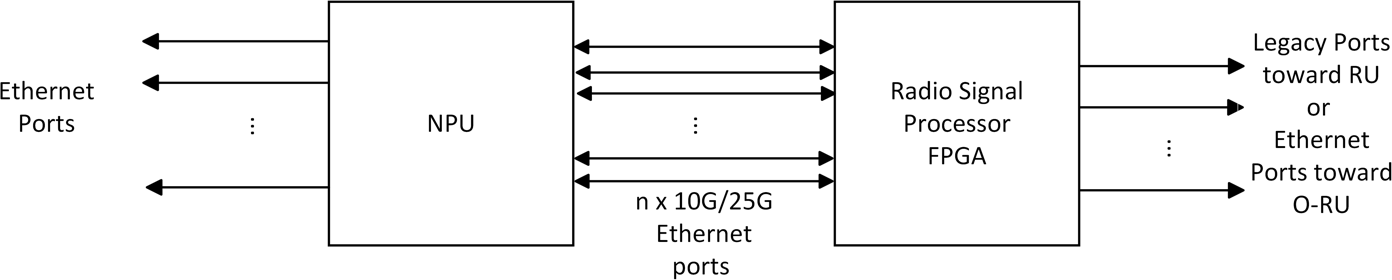 Ethernet
Ports
NPU
n x 10G/25G
Ethernet
ports
Radio Signal
Processor
FPGA
Legacy Ports
toward RU
or
Ethernet
Ports toward
O-RU